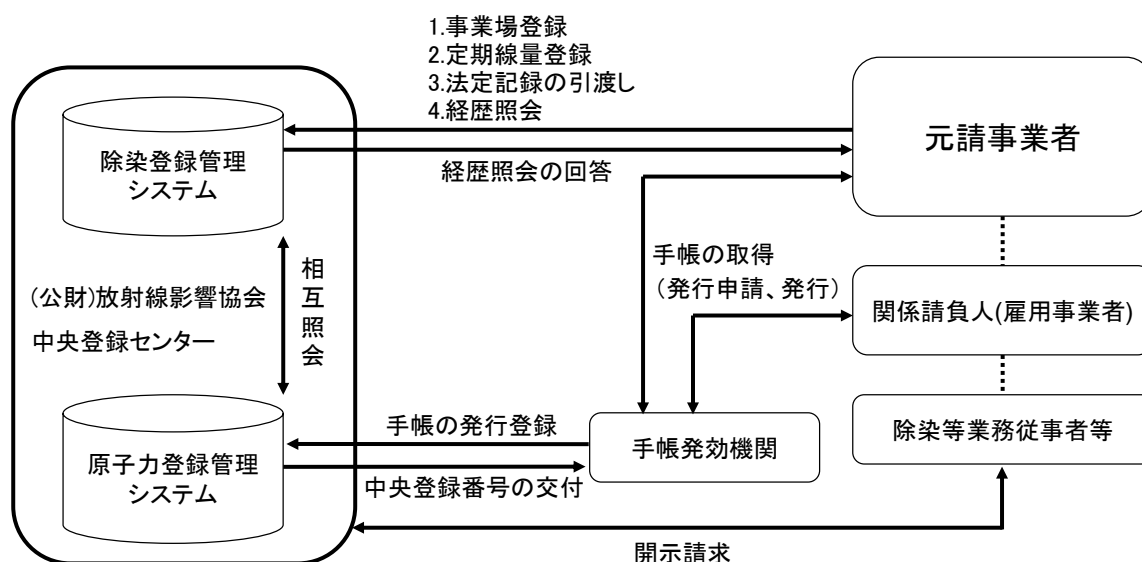 1.事業場登録
2.定期線量登録
3.法定記録の引渡し
4.経歴照会
元請事業者
除染登録管理
システム
経歴照会の回答
手帳の取得
（発行申請、発行）
相互照会
(公財)放射線影響協会
中央登録センター
関係請負人(雇用事業者)
手帳の発行登録
手帳発効機関
除染等業務従事者等
原子力登録管理
システム
中央登録番号の交付
開示請求